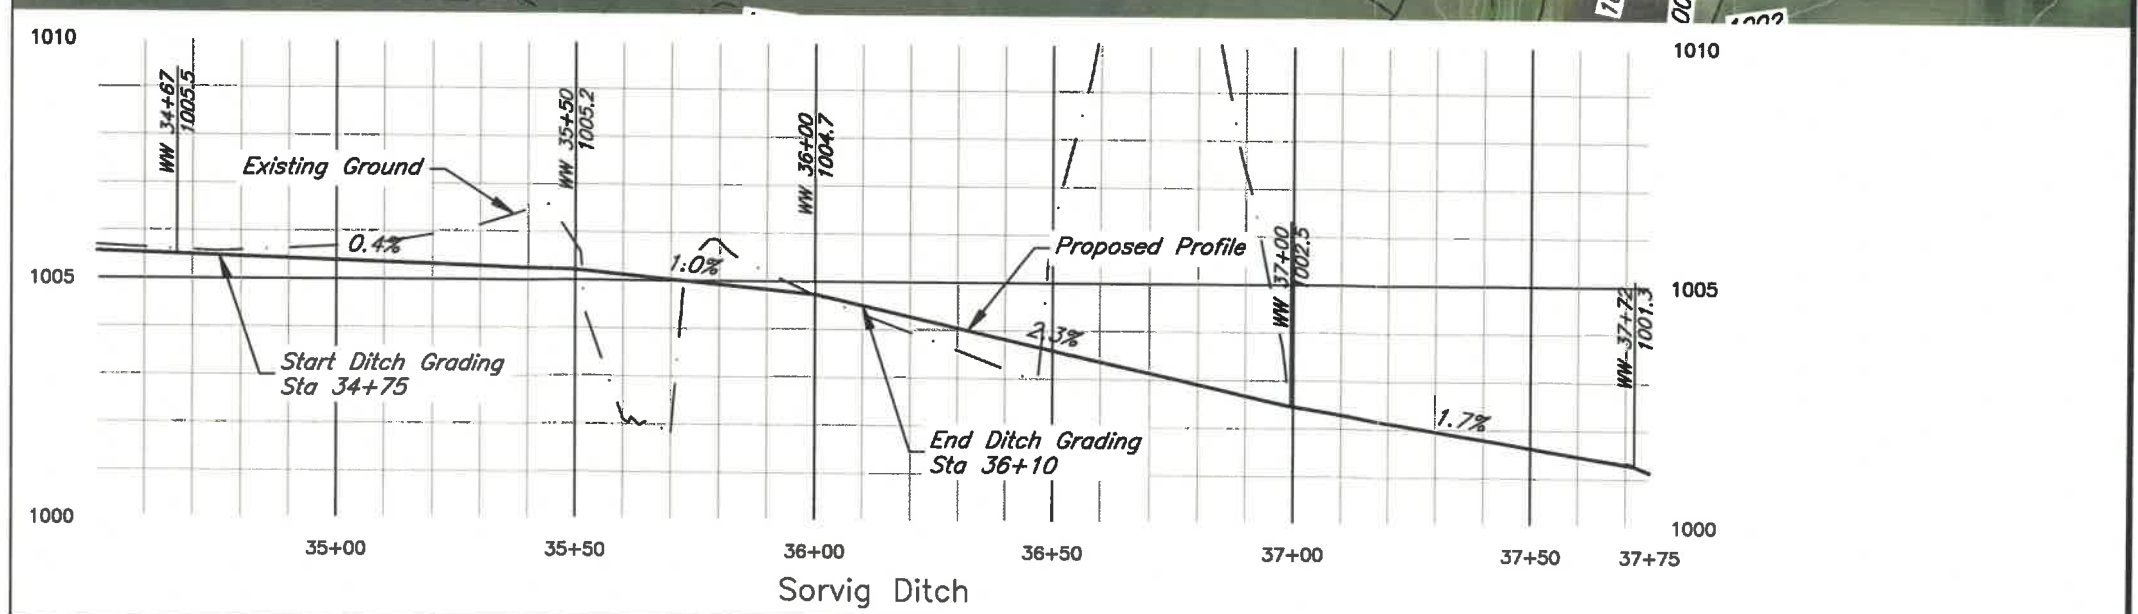 1002
1010
1010
WW 34+67
1005.5
WW 35+50
1005.2
WW 36+00
1004.7
Existing Ground
0.4%
1.0%
Proposed Profile
WW 37+00
1002.5
1005
1005
WW 37+72
1001.3
2.3%
Start Ditch Grading
Sta 34+75
1.7%
End Ditch Grading
Sta 36+10
1000
1000
35+00
35+50
36+00
36+50
37+00
37+50
37+75
Sorvig Ditch